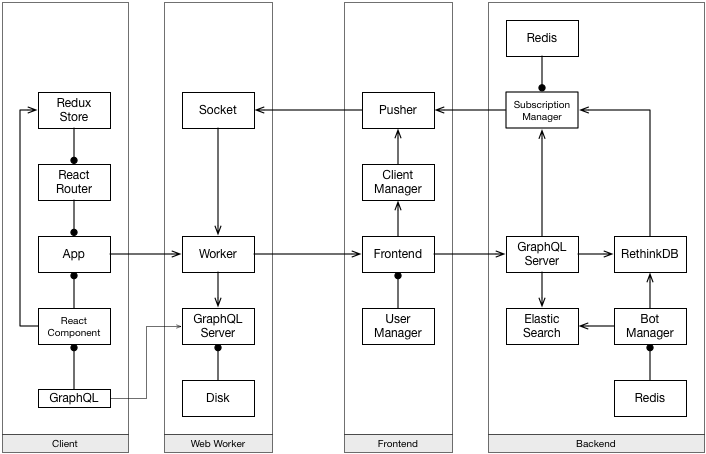 Redis
Redux
Store
Socket
Pusher
Subscription
Manager
React
Router
Client
Manager
App
Worker
Frontend
GraphQL
Server
RethinkDB
React
Component
GraphQL
Server
User
Manager
Elastic
Search
Bot
Manager
GraphQL
Disk
Redis
Client
Web Worker
Frontend
Backend